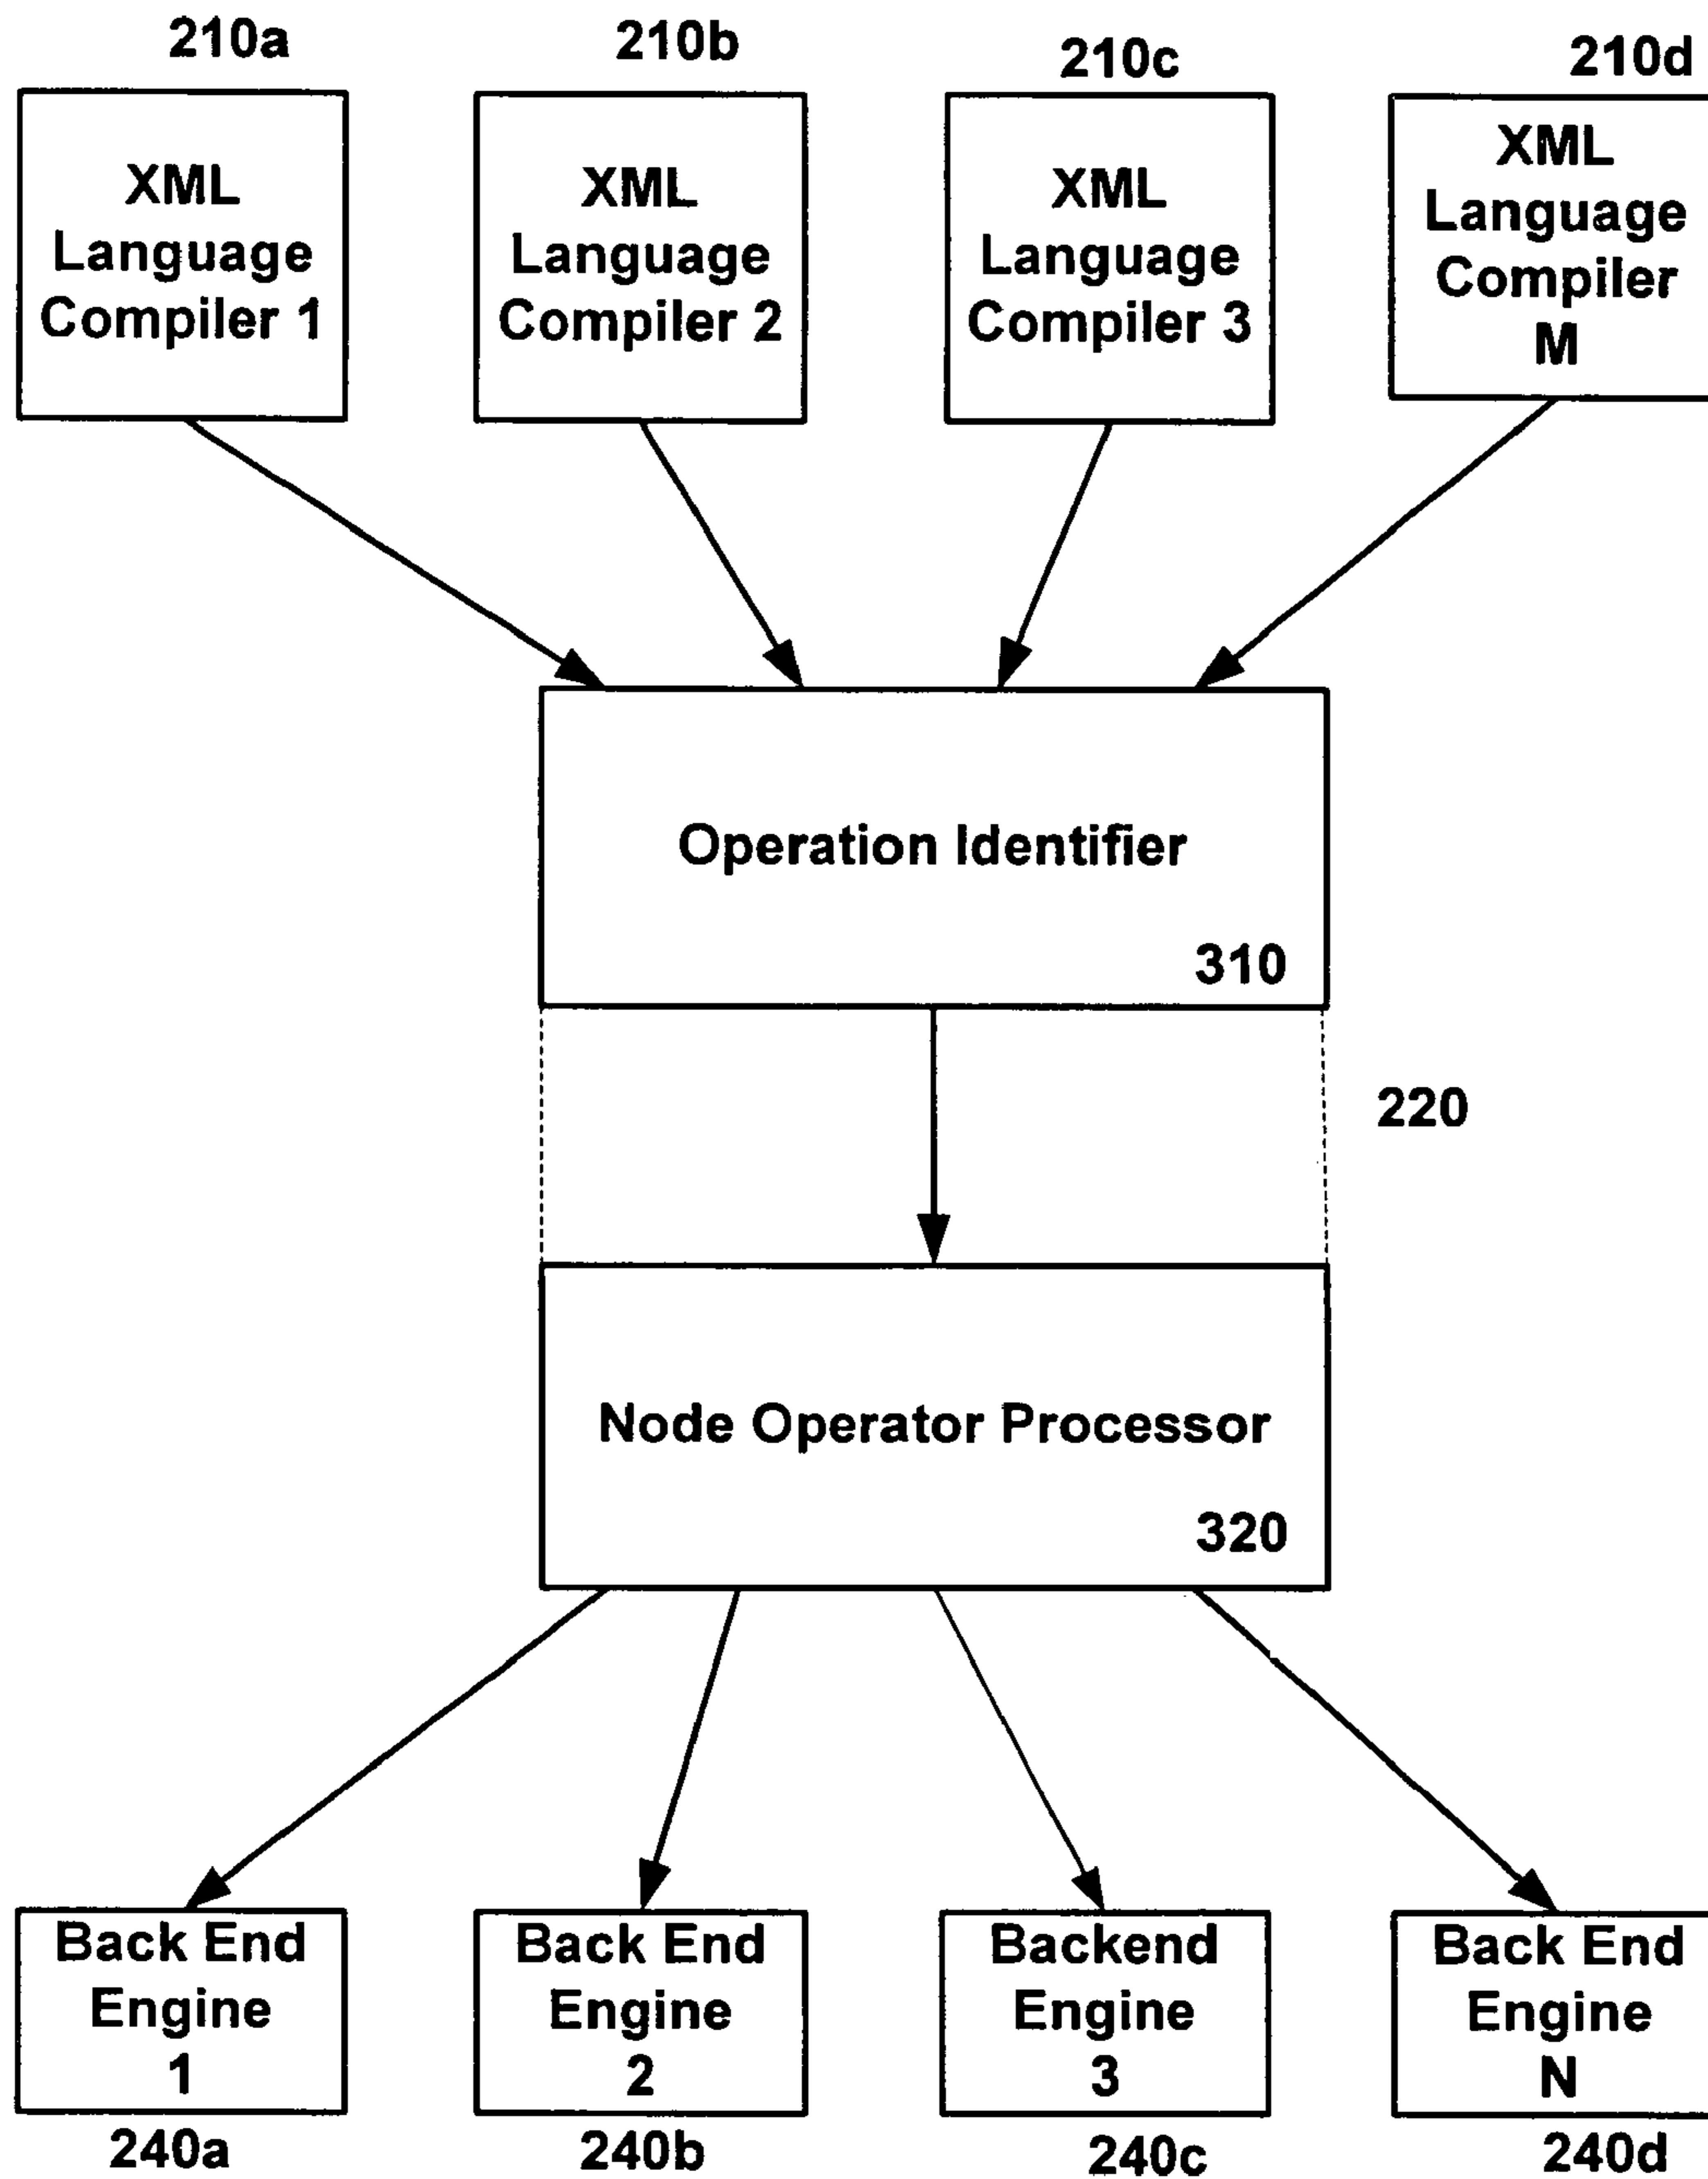 210a
210b
210c
210d
XML
Language
Compiler 1
XML
Language
Compiler 2
XML
Language
Compiler 3
XML
Language
Compiler
M
Operation Identifier
310
220
Node Operator Processor
320
Back End
Engine
1
Back End
Engine
2
Backend
Engine
3
Back End
Engine
N
240a
240b
240c
240d